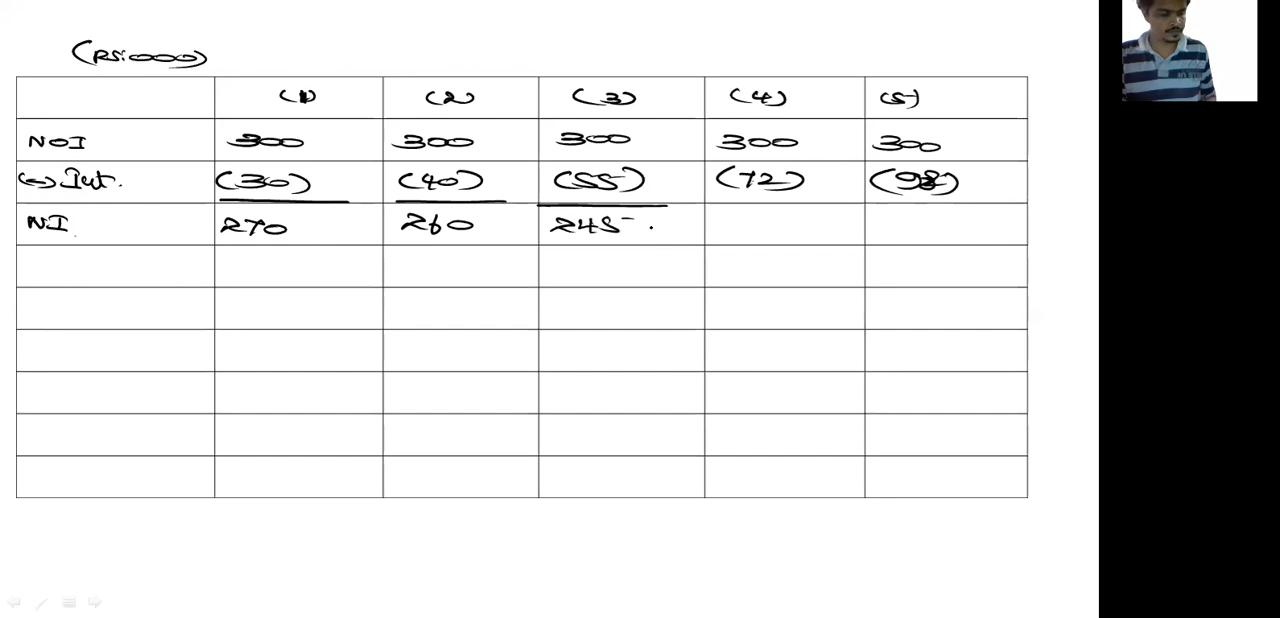 (Rs.000)
(1) (2) (3) (4) (5)
NOI 300 300 300 300 300
(-) Int. (30) (40) (55) (72) (98)
NI 270 260 245